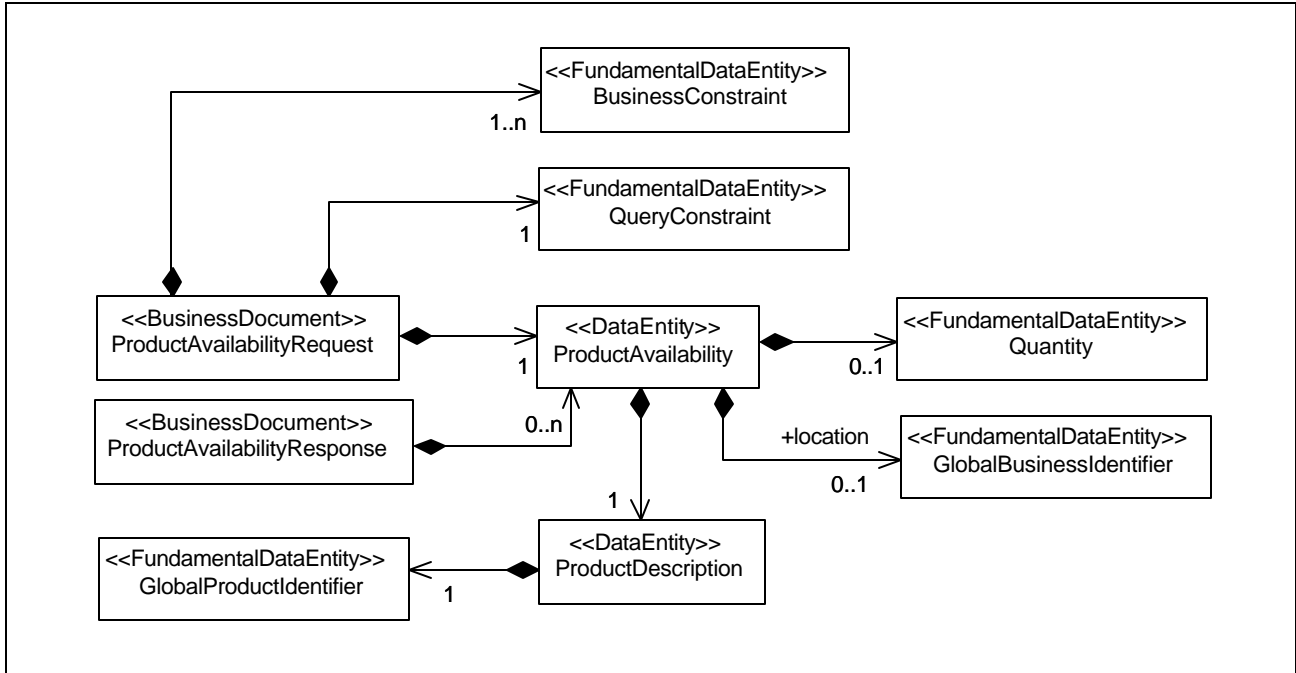 <<FundamentalDataEntity>>
BusinessConstraint
1..n
<<FundamentalDataEntity>>
QueryConstraint
1
<<BusinessDocument>>
ProductAvailabilityRequest
1
<<DataEntity>>
ProductAvailability
<<FundamentalDataEntity>>
Quantity
0..1
<<BusinessDocument>>
ProductAvailabilityResponse
0..n
+location
0..1
<<FundamentalDataEntity>>
GlobalBusinessIdentifier
1
<<FundamentalDataEntity>>
GlobalProductIdentifier
1
<<DataEntity>>
ProductDescription